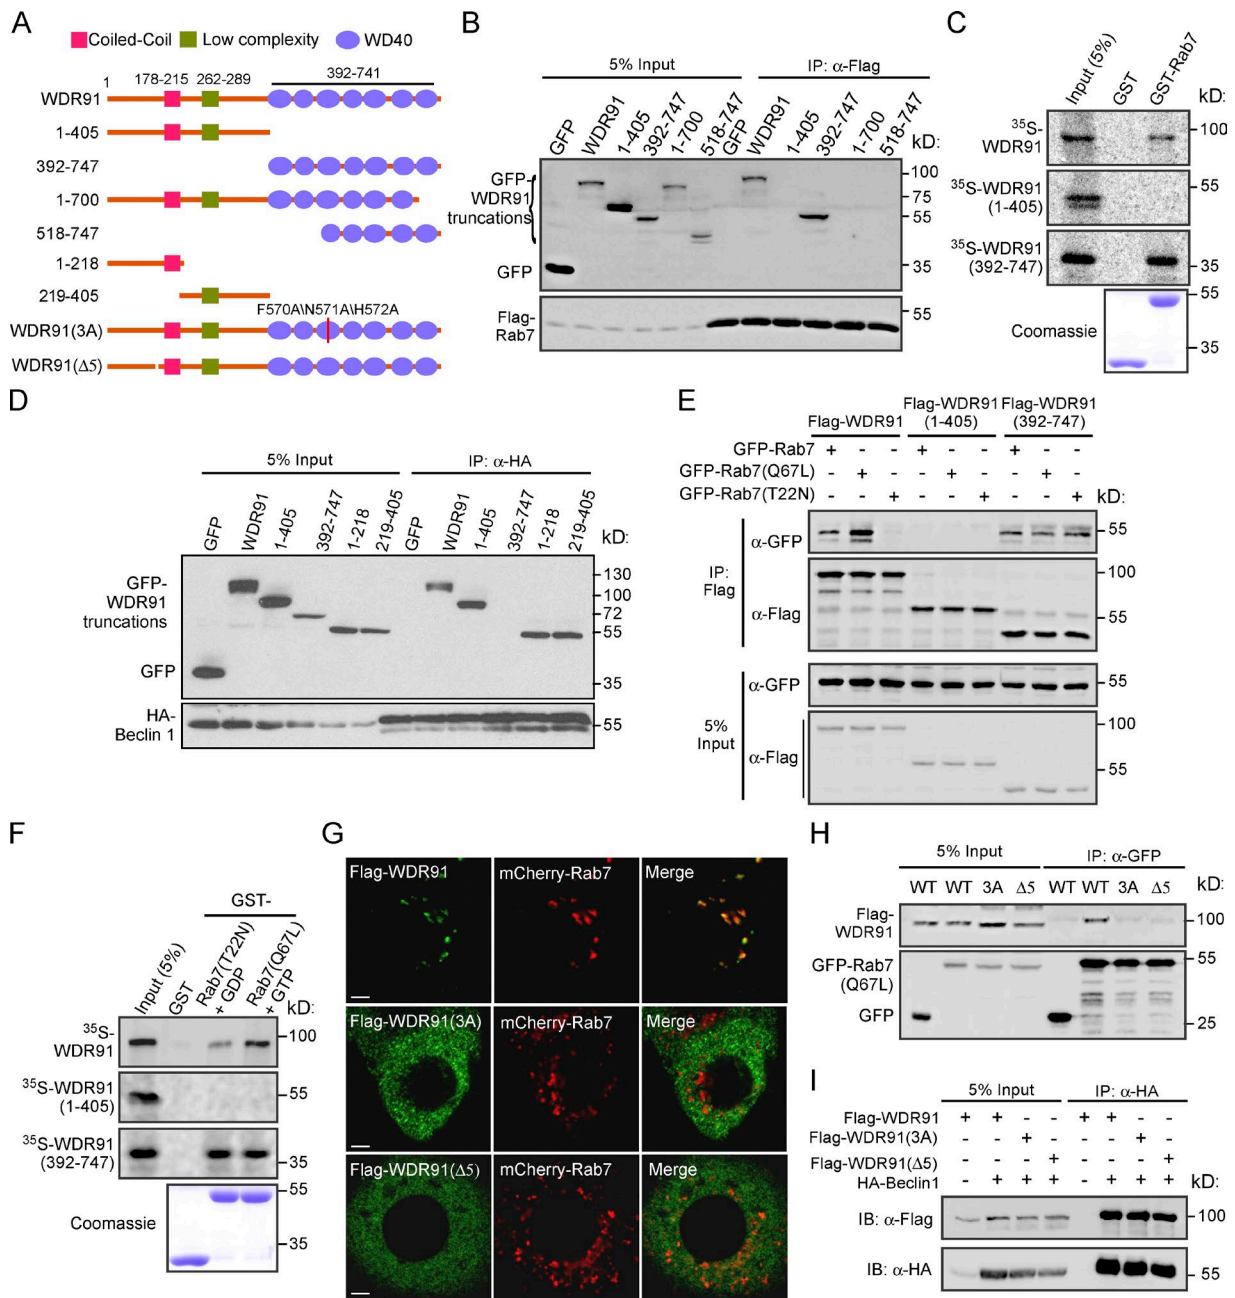 A
Coiled-Coil Low complexity WD40
1 178-215 262-289 392-741
WDR91
1-405
392-747
1-700
518-747
1-218
219-405
F570A\N571A\H572A
WDR91(3A)
WDR91(Δ5)
B
5% Input IP: α-Flag
GFP WDR91 1-405 392-747 1-700 518-747 GFP WDR91 1-405 392-747 1-700 518-747
kD:
GFP-
WDR91
truncations
GFP
100
75
55
35
Flag-
Rab7
55
C
Input (5%) GST GST-Rab7
kD:
35S-
WDR91
100
35S-WDR91
(1-405)
55
35S-WDR91
(392-747)
35
Coomassie
55
35
D
5% Input IP: α-HA
GFP WDR91 1-405 392-747 1-218 219-405 GFP WDR91 1-405 392-747 1-218 219-405
kD:
GFP-
WDR91
truncations
GFP
130
100
72
55
35
HA-
Beclin 1
55
E
Flag-WDR91 Flag-WDR91 (1-405) Flag-WDR91 (392-747)
GFP-Rab7 + - - + - - + - -
GFP-Rab7(Q67L) - + - - + - - + -
GFP-Rab7(T22N) - - + - - + - - +
kD:
IP: Flag
α-GFP
55
α-Flag
100
55
5% Input
α-GFP
55
α-Flag
100
55
F
GST-
Input (5%) GST Rab7(T22N) + GDP Rab7(Q67L) + GTP
kD:
35S-
WDR91
100
35S-WDR91
(1-405)
55
35S-WDR91
(392-747)
35
Coomassie
55
35
G
Flag-WDR91 mCherry-Rab7 Merge
Flag-WDR91(3A) mCherry-Rab7 Merge
Flag-WDR91(Δ5) mCherry-Rab7 Merge
H
5% Input IP: α-GFP
WT WT 3A Δ5 WT WT 3A Δ5
kD:
Flag-
WDR91
100
GFP-Rab7
(Q67L)
GFP
55
25
I
5% Input IP: α-HA
Flag-WDR91 + + - - + + - -
Flag-WDR91(3A) - - + - - - + -
Flag-WDR91(Δ5) - - - + - - - +
HA-Beclin1 - + + + - + + +
kD:
IB: α-Flag
100
IB: α-HA
55